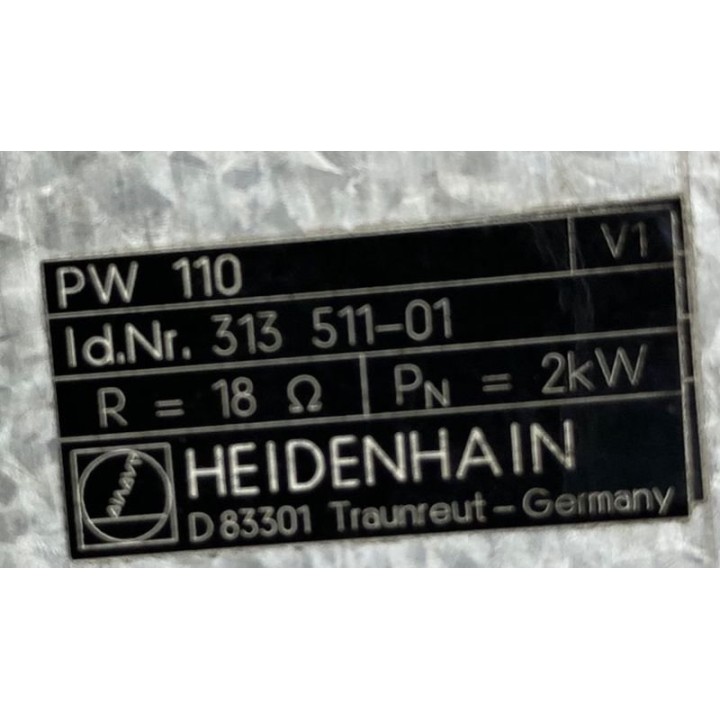 PW 110 V1
Id.Nr. 313 511-01
R = 18 Ω PN = 2kW
HEIDENHAIN
D 83301 Traunreut - Germany